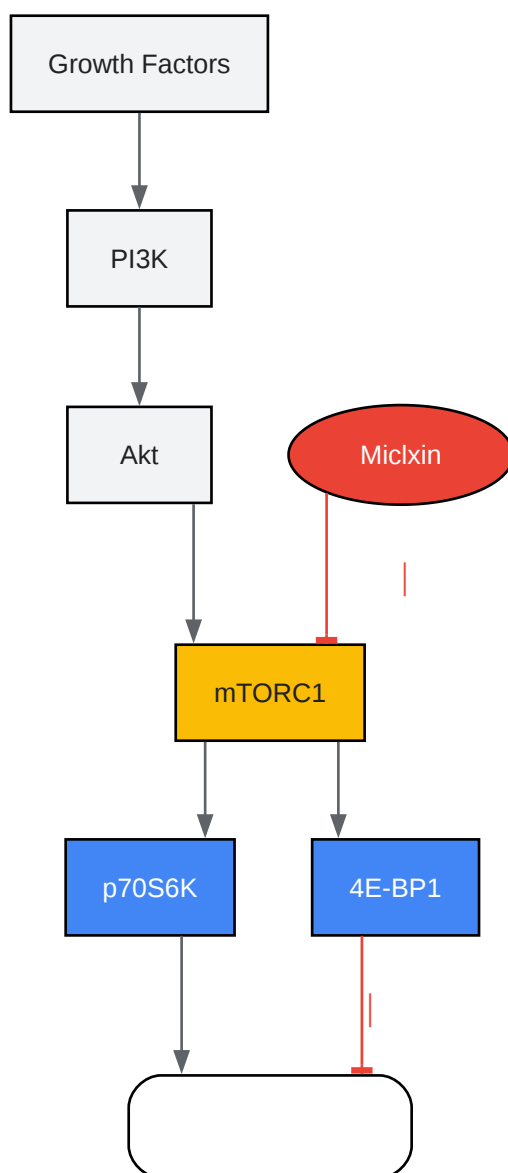 Growth Factors
PI3K
Akt
Miclxin
mTORC1
p70S6K
4E-BP1